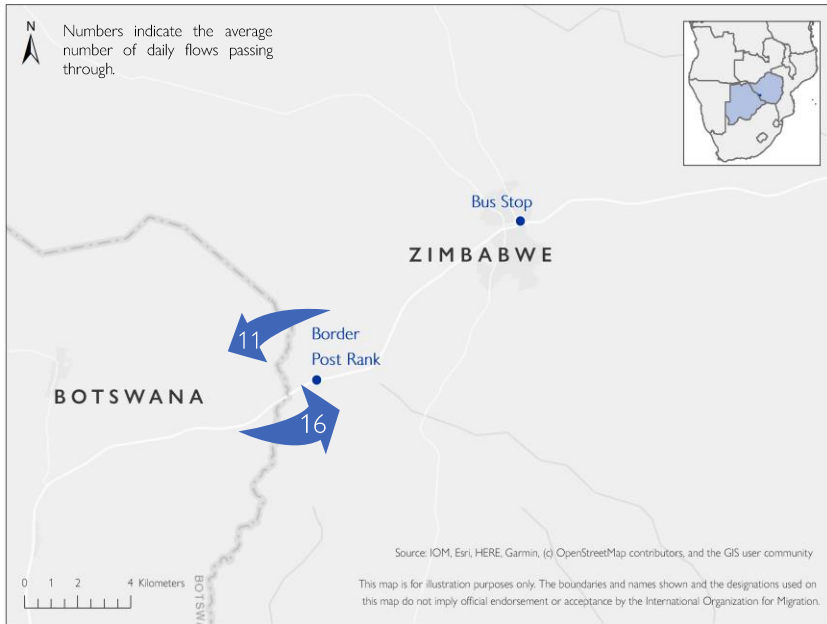 N
Numbers indicate the average
number of daily flows passing
through.
Bus Stop
ZIMBABWE
11
Border
Post Rank
BOTSWANA
16
Source: IOM, Esri, HERE, Garmin, (c) OpenStreetMap contributors, and the GIS user community
0 1 2 4 Kilometers
BOTSW
This map is for illustration purposes only. The boundaries and names shown and the designations used on
this map do not imply official endorsement or acceptance by the International Organization for Migration.